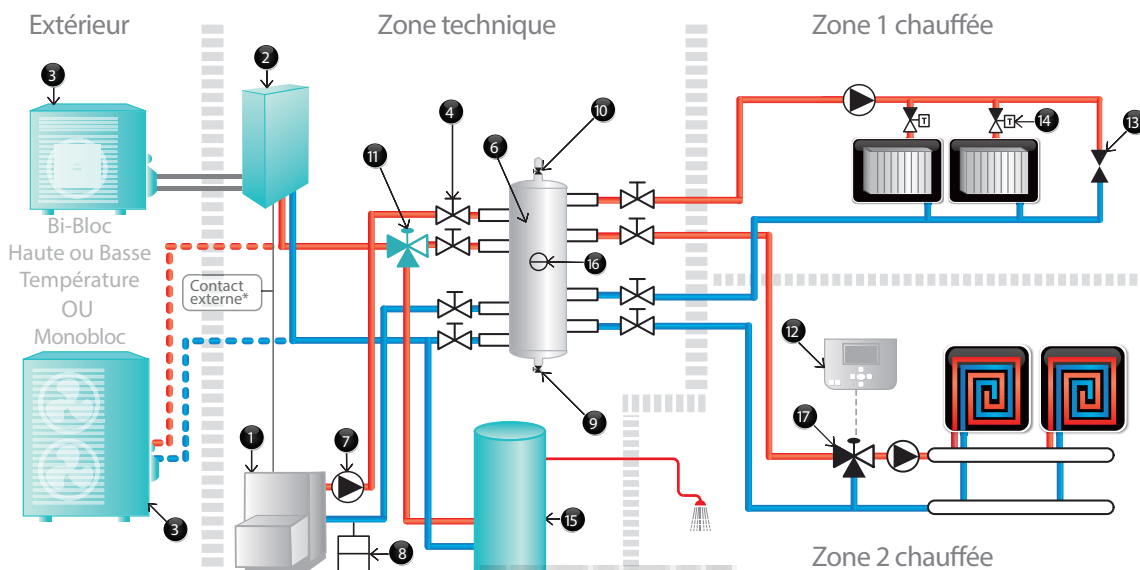 Extérieur
Zone technique
Zone 1 chauffée
3
2
4
10
6
11
14
13
16
Bi-Bloc
Haute ou Basse
Température
OU
Monobloc
Contact
externe*
T
T
12
9
17
1
7
15
3
8
Zone 2 chauffée